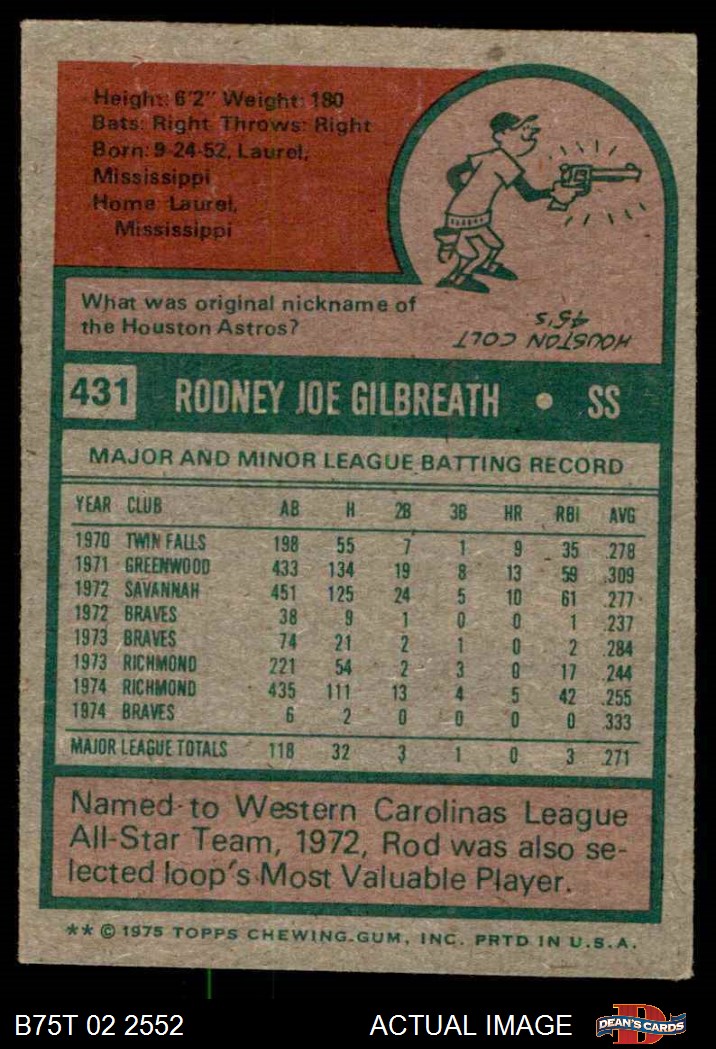 Height: 6'2" Weight: 180
Bats: Right Throws: Right
Born: 9-24-52, Laurel,
Mississippi
Home Laurel,
Mississippi
What was original nickname of
the Houston Astros?
HOUSTON COLT
45's
431 RODNEY JOE GILBREATH • SS
MAJOR AND MINOR LEAGUE BATTING RECORD
YEAR CLUB AB H 2B 3B HR RBI AVG
1970 TWIN FALLS 198 55 7 1 9 35 .278
1971 GREENWOOD 433 134 19 8 13 59 .309
1972 SAVANNAH 451 125 24 5 10 61 .277
1972 BRAVES 38 9 1 0 0 1 .237
1973 BRAVES 74 21 2 1 0 2 .284
1973 RICHMOND 221 54 2 3 0 17 .244
1974 RICHMOND 435 111 13 4 5 42 .255
1974 BRAVES 6 2 0 0 0 0 .333
MAJOR LEAGUE TOTALS 118 32 3 1 0 3 .271
Named to Western Carolinas League
All-Star Team, 1972, Rod was also se-
lected loop's Most Valuable Player.
** © 1975 TOPPS CHEWING GUM, INC. PRTD IN U.S.A.
B75T 02 2552 ACTUAL IMAGE DEAN'S CARDS